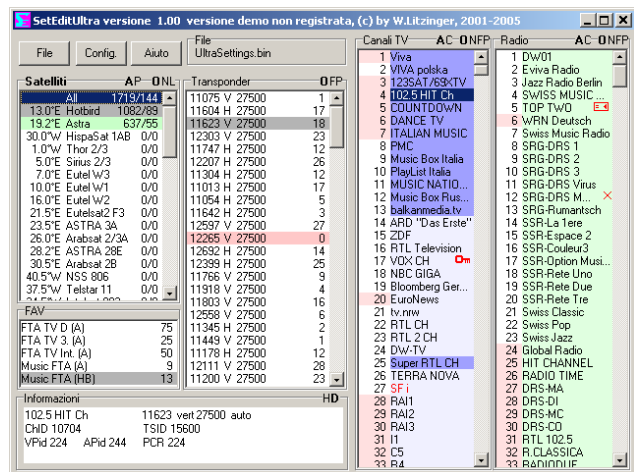 SetEditUltra versione 1.00 versione demo non registrata, (c) by W.Litzinger, 2001-2005
File Config. Aiuto
File
UltraSettings.bin
Satelliti AP ONL
All 1719/144
13.0°E Hotbird 1082/89
19.2°E Astra 637/55
30.0°W HispaSat 1AB 0/0
1.0°W Thor 2/3 0/0
5.0°E Sirius 2/3 0/0
7.0°E Eutel W3 0/0
10.0°E Eutel W1 0/0
16.0°E Eutel W2 0/0
21.5°E Eutelsat2 F3 0/0
23.5°E ASTRA 3A 0/0
26.0°E Arabsat 2/3A 0/0
28.2°E ASTRA 28E 0/0
30.5°E Arabsat 2B 0/0
40.5°W NSS 806 0/0
37.5°W Telstar 11 0/0
FAV
FTA TV D (A) 75
FTA TV 3. (A) 25
FTA TV Int. (A) 50
Music FTA (A) 9
Music FTA (HB) 13
Transponder OFP
11075 V 27500 1
11604 H 27500 17
11623 V 27500 18
12303 V 27500 23
11747 H 27500 12
12207 H 27500 26
11304 H 27500 12
11013 H 27500 17
11054 H 27500 5
11642 H 27500 3
12597 V 27500 27
12265 V 27500 0
12692 H 27500 14
12399 H 27500 25
11766 V 27500 9
11918 V 27500 4
11803 V 27500 16
12558 V 27500 6
11345 H 27500 2
11449 V 27500 1
11178 H 27500 12
12111 V 27500 28
11200 V 27500 23
Canali TV AC ONFP
1 Viva
2 VIVA polska
3 123SAT/69XTV
4 102.5 HIT Ch
5 COUNTDOWN
6 DANCE TV
7 ITALIAN MUSIC
8 PMC
9 Music Box Italia
10 PlayList Italia
11 MUSIC NATIO...
12 Music Box Rus...
13 balkanmedia.tv
14 ARD "Das Erste"
15 ZDF
16 RTL Television
17 VOX CH
18 NBC GIGA
19 Bloomberg Ger...
20 EuroNews
21 tv.nrw
22 RTL CH
23 RTL 2 CH
24 DW-TV
25 Super RTL CH
26 TERRA NOVA
27 SF i
28 RAI1
29 RAI2
30 RAI3
31 I1
32 C5
33 R4
Radio AC ONFP
1 DW01
2 Eviva Radio
3 Jazz Radio Berlin
4 SWISS MUSIC ...
5 TOP TWO
6 WRN Deutsch
7 Swiss Music Radio
8 SRG-DRS 1
9 SRG-DRS 2
10 SRG-DRS 3
11 SRG-DRS Virus
12 SRG-DRS M...
13 SRG-Rumantsch
14 SSR-La 1ere
15 SSR-Espace 2
16 SSR-Couleur3
17 SSR-Option Musi...
18 SSR-Rete Uno
19 SSR-Rete Due
20 SSR-Rete Tre
21 Swiss Classic
22 Swiss Pop
23 Swiss Jazz
24 Global Radio
25 HIT CHANNEL
26 RADIO TIME
27 DRS-MA
28 DRS-DI
29 DRS-MC
30 DRS-CO
31 RTL 102.5
32 R.CLASSICA
33 RADIODUE
Informazioni HD
102.5 HIT Ch 11623 vert 27500 auto
ChID 10704 TSID 15600
VPid 224 APid 244 PCR 224